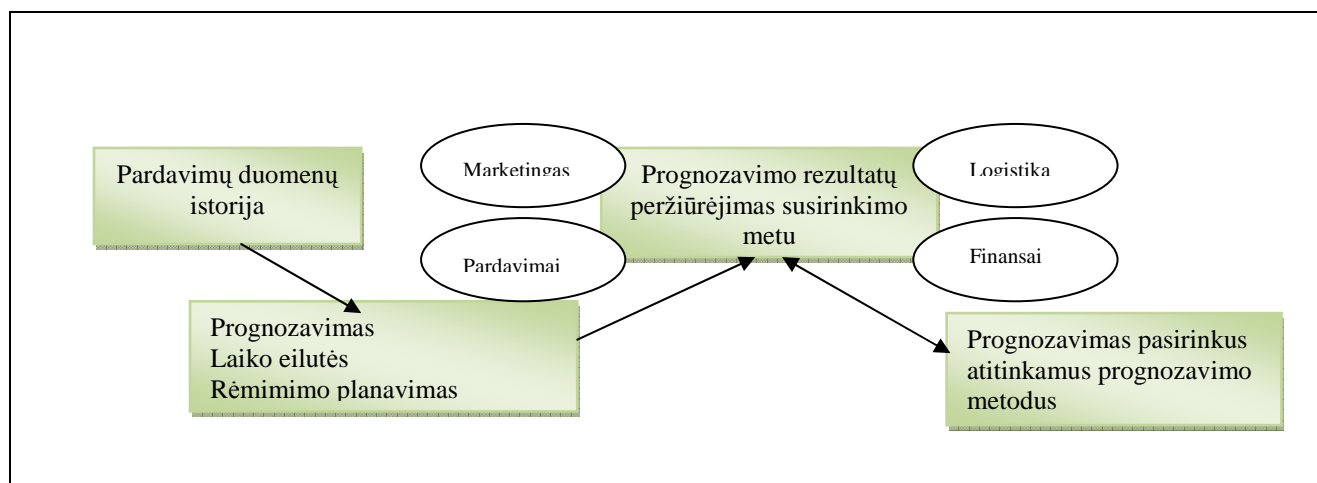 Pardavimų duomenų
istorija
Marketingas
Pardavimai
Prognozavimo rezultatų
peržiūrėjimas susirinkimo
metu
Logistika
Finansai
Prognozavimas
Laiko eilutės
Rėmimimo planavimas
Prognozavimas pasirinkus
atitinkamus prognozavimo
metodus